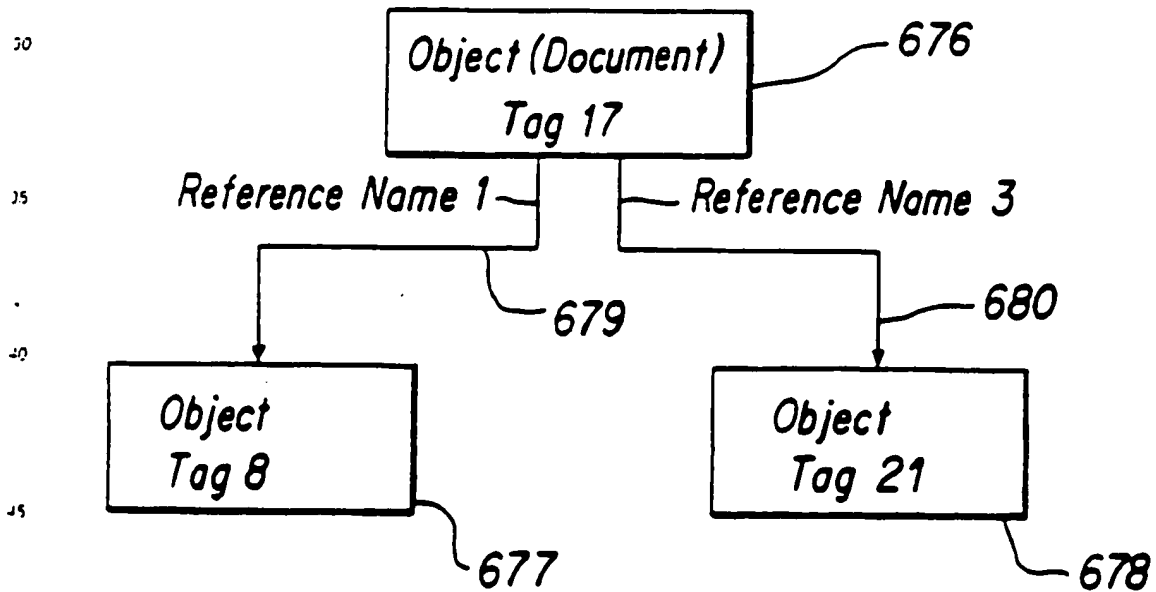 Object (Document)
Tag 17
676
Reference Name 1
Reference Name 3
679
680
Object
Tag 8
677
Object
Tag 21
678